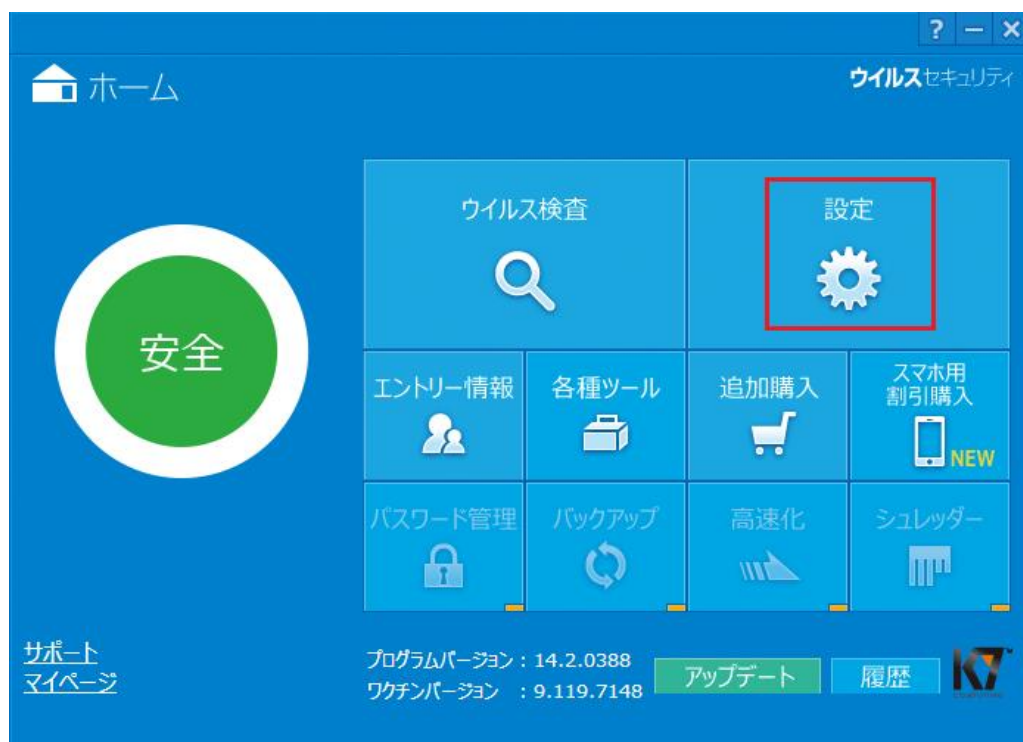 ? － ×
ホーム
ウイルスセキュリティ
ウイルス検査
設定
安全
エントリー情報
各種ツール
追加購入
スマホ用
割引購入
NEW
パスワード管理
バックアップ
高速化
シュレッダー
サポート
マイページ
プログラムバージョン : 14.2.0388
ワクチンバージョン : 9.119.7148
アップデート
履歴
K7